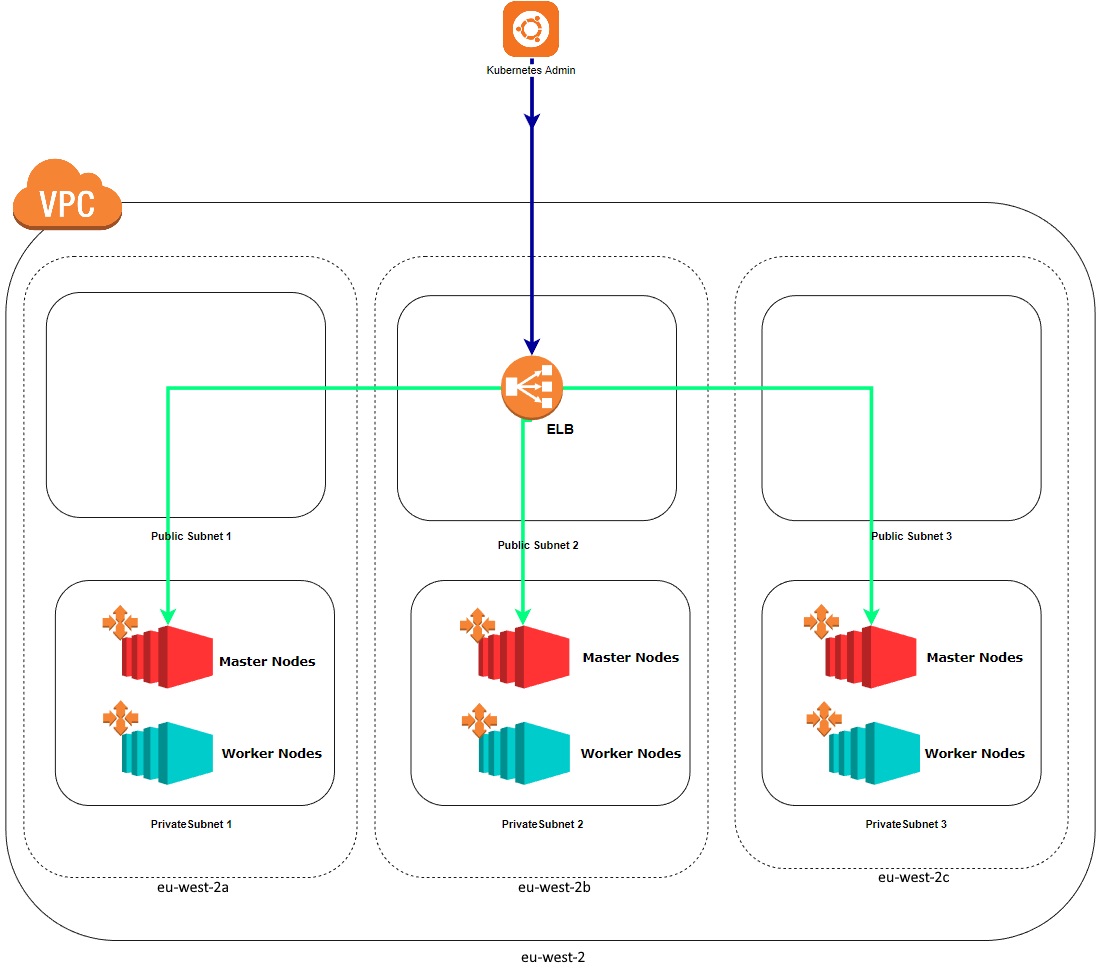 Kubernetes Admin
VPC
ELB
Public Subnet 1
Public Subnet 2
Public Subnet 3
Master Nodes
Master Nodes
Master Nodes
Worker Nodes
Worker Nodes
Worker Nodes
PrivateSubnet 1
PrivateSubnet 2
PrivateSubnet 3
eu-west-2a
eu-west-2b
eu-west-2c
eu-west-2